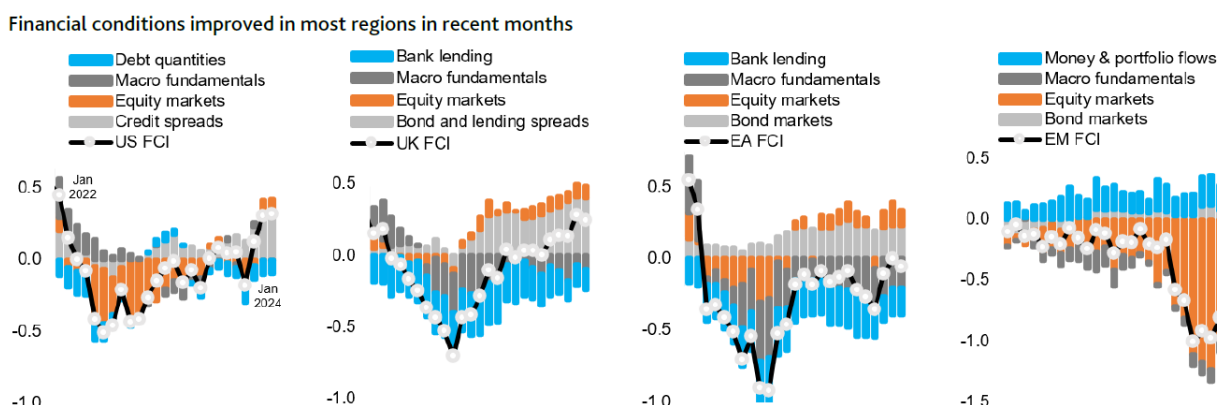 Financial conditions improved in most regions in recent months
Debt quantities
Macro fundamentals
Equity markets
Credit spreads
US FCI
0.5
0.0
-0.5
-1.0
Jan
2022
Jan
2024
Bank lending
Macro fundamentals
Equity markets
Bond and lending spreads
UK FCI
0.5
0.0
-0.5
-1.0
Bank lending
Macro fundamentals
Equity markets
Bond markets
EA FCI
0.5
0.0
-0.5
-1.0
Money & portfolio flows
Macro fundamentals
Equity markets
Bond markets
EM FCI
0.5
0.0
-0.5
-1.0
-1.5